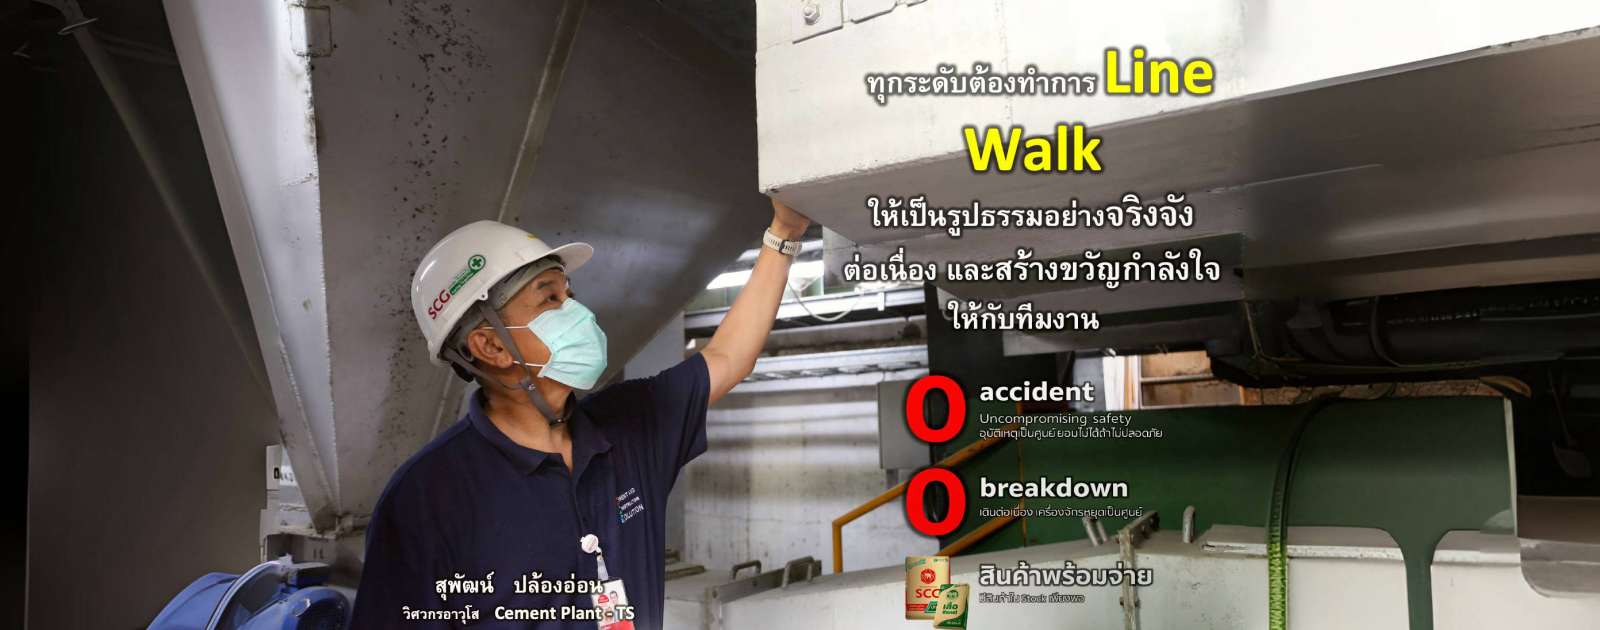 ทุกระดับต้องทำการ Line
Walk
ให้เป็นรูปธรรมอย่างจริงจัง
ต่อเนื่อง และสร้างขวัญกำลังใจ
ให้กับทีมงาน
0 accident
Uncompromising safety
อุบัติเหตุเป็นศูนย์ ยอมไม่ได้ถ้าไม่ปลอดภัย
0 breakdown
เดินต่อเนื่อง เครื่องจักรหยุดเป็นศูนย์
สินค้าพร้อมจ่าย
มีสินค้าใน Stock เพียงพอ
SCG
เสือ
SCG
สุพัฒน์ ปล้องอ่อน
วิศวกรอาวุโส Cement Plant - TS